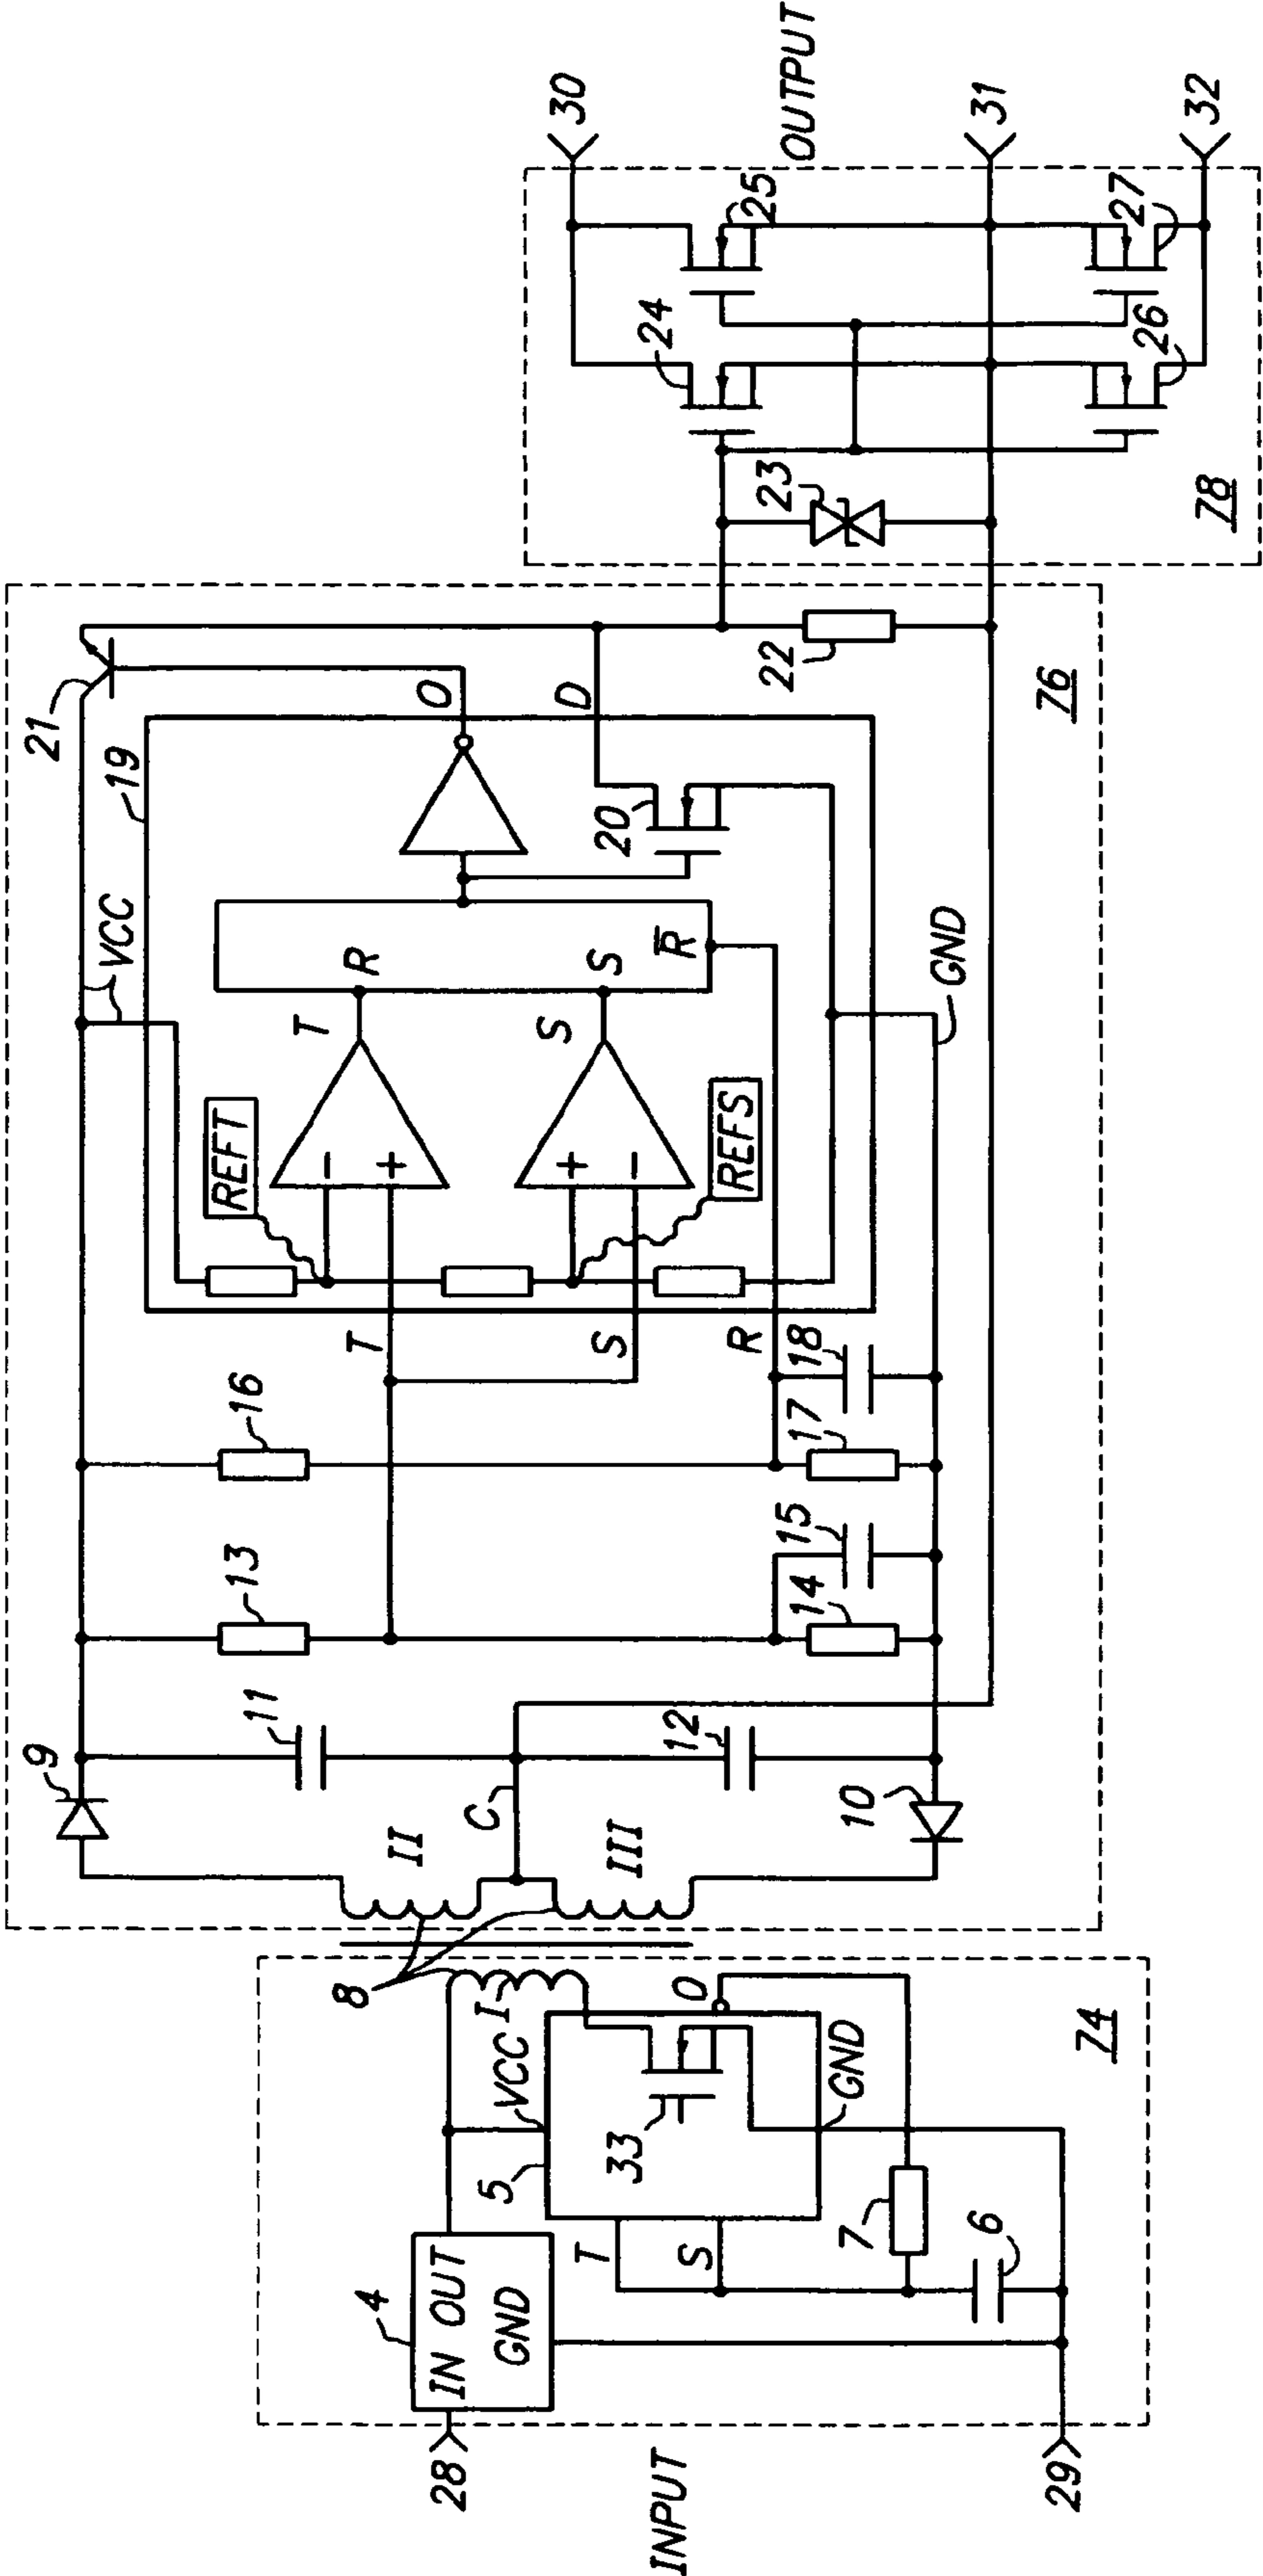 INPUT
28
29
4
IN OUT
GND
5
VCC
T
S
33
O
GND
7
6
74
8
I
II
III
C
9
10
11
12
13
14
15
16
17
18
VCC
GND
19
T
S
R
REFT
REFS
-
+
+
-
T
S
R
S
R̅
20
O
D
21
22
76
23
24
25
26
27
78
30
31
32
OUTPUT